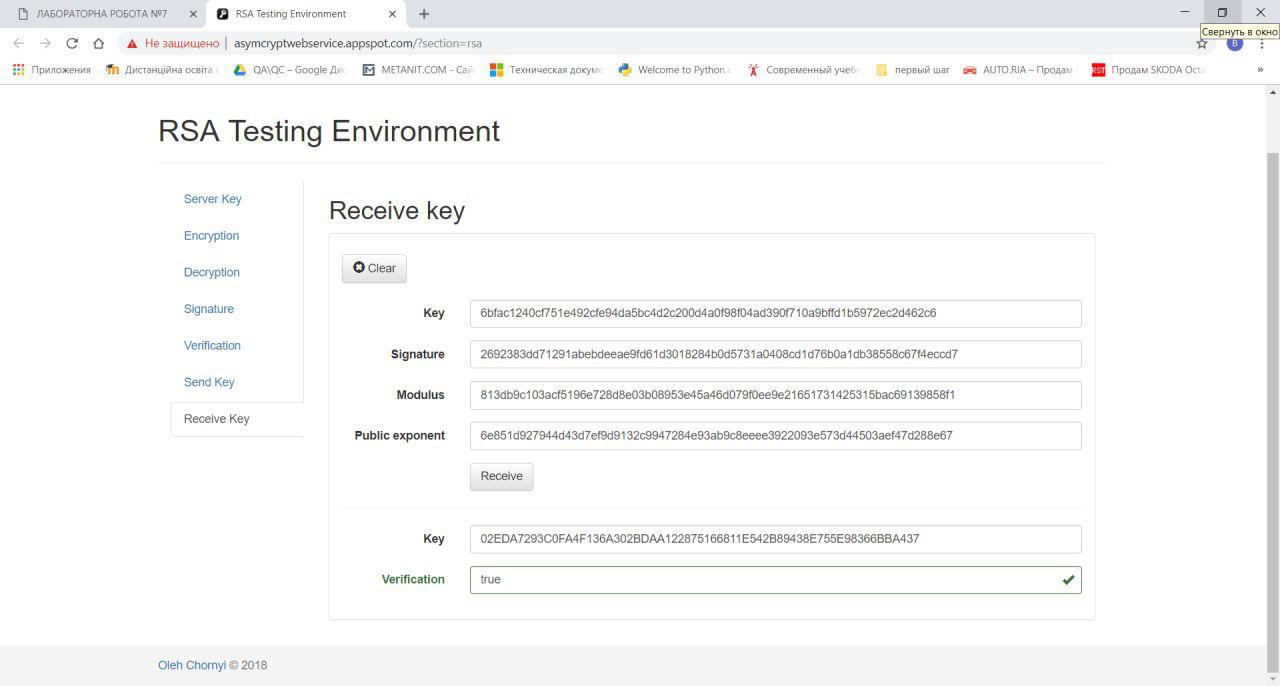 ЛАБОРАТОРНА РОБОТА №7
RSA Testing Environment
Свернуть в окно
Не защищено
asymcryptwebservice.appspot.com/?section=rsa
В
Приложения
Дистанційна освіта
QA\QC – Google Ди
METANIT.COM - Сай
Техническая докуме
Welcome to Python.
Современный учеб
первый шаг
AUTO.RIA – Продам
RST
Продам SKODA Octa
»
RSA Testing Environment
Server Key
Encryption
Decryption
Signature
Verification
Send Key
Receive Key
Receive key
Clear
Key 6bfac1240cf751e492cfe94da5bc4d2c200d4a0f98f04ad390f710a9bffd1b5972ec2d462c6
Signature 2692383dd71291abebdeeae9fd61d3018284b0d5731a0408cd1d76b0a1db38558c67f4eccd7
Modulus 813db9c103acf5196e728d8e03b08953e45a46d079f0ee9e21651731425315bac69139858f1
Public exponent 6e851d927944d43d7ef9d9132c9947284e93ab9c8eeee3922093e573d44503aef47d288e67
Receive
Key 02EDA7293C0FA4F136A302BDAA122875166811E542B89438E755E98366BBA437
Verification true
Oleh Chornyi © 2018